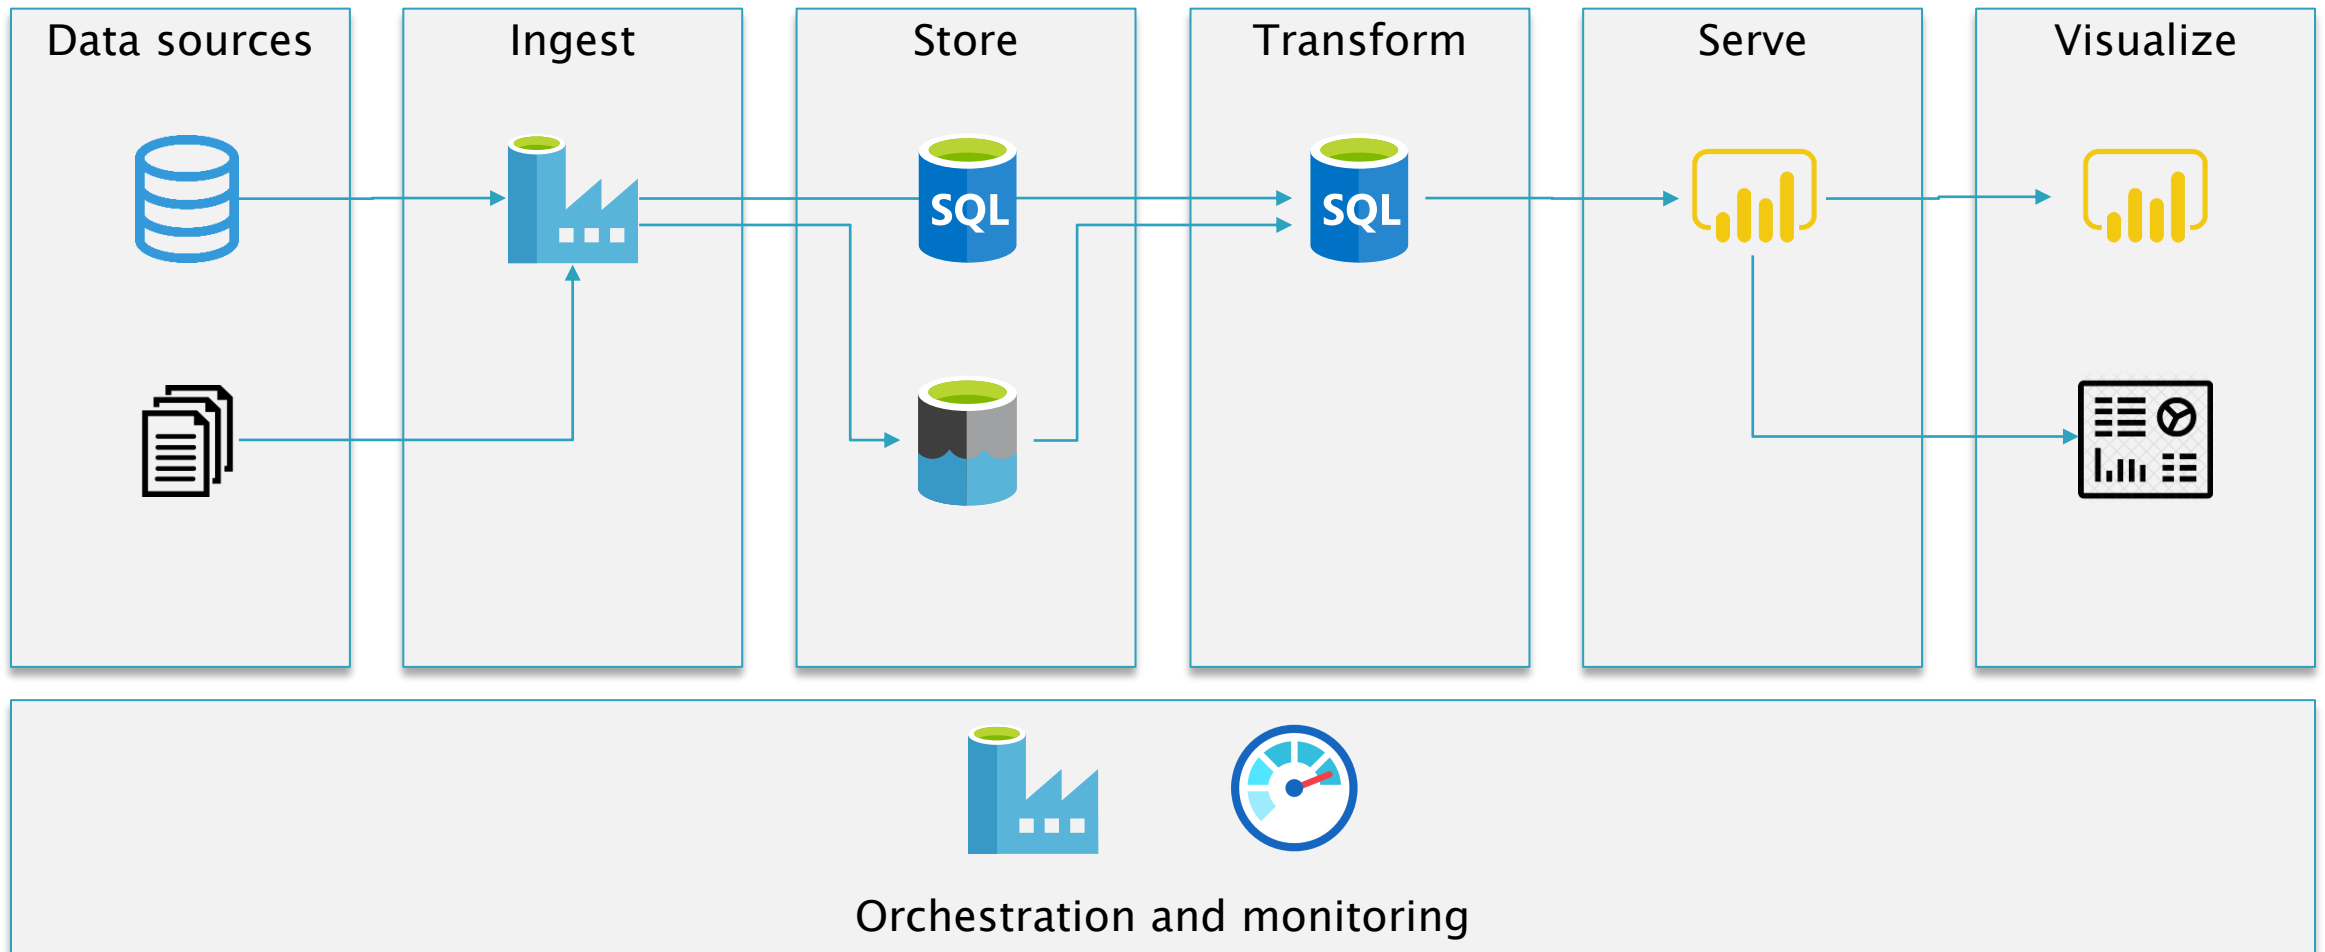 Data sources
Ingest
Store
Transform
Serve
Visualize
SQL
SQL
Orchestration and monitoring